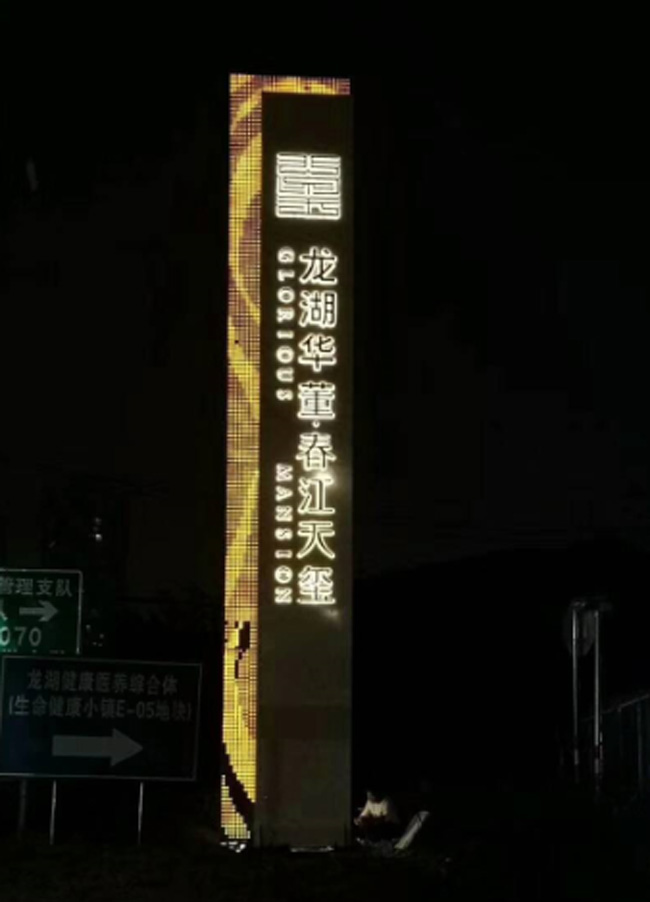 龙湖华董·春江天玺
GLORIOUS MANSION
管理支队
070
龙湖健康医养综合体
(生命健康小镇E-05地块)